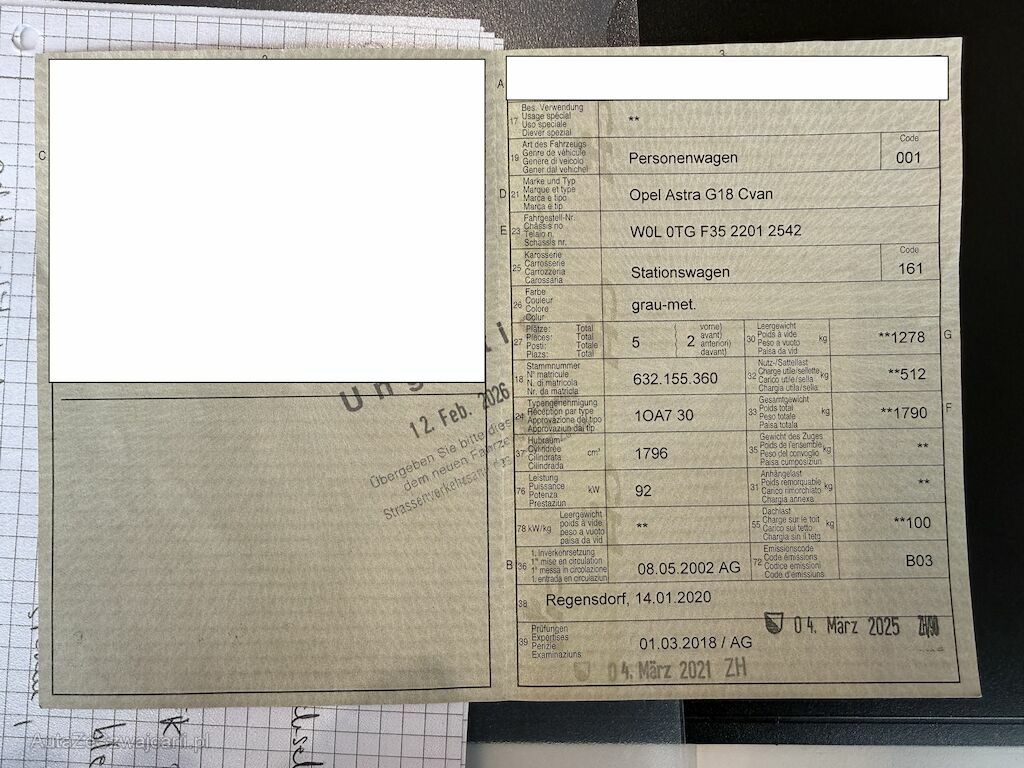 2
3
A
C
17 Bes. Verwendung
Usage spécial
Uso speciale
Diever spezial
**
19 Art des Fahrzeugs
Genre de véhicule
Genere di veicolo
Gener dal vehichel
Personenwagen
Code
001
D 21 Marke und Typ
Marque et type
Marca e tipo
Marca e tip
Opel Astra G18 Cvan
E 23 Fahrgestell-Nr.
Châssis no
Telaio n.
Schassis nr.
W0L 0TG F35 2201 2542
25 Karosserie
Carrosserie
Carrozzeria
Carossaria
Stationswagen
Code
161
26 Farbe
Couleur
Colore
Colur
grau-met.
27 Plätze: Total
Places: Total
Posti: Totale
Plazs: Total
5
2
vorne)
avant)
anteriori)
davant)
30 Leergewicht
Poids à vide
Peso a vuoto
Paisa da vid
kg
**1278
G
18 Stammnummer
N° matricule
N. di matricola
Nr. da matricla
632.155.360
32 Nutz-/Sattellast
Charge utile/sellette
Carico utile/sella
Chargia utila/sella
kg
**512
24 Typengenehmigung
Réception par type
Approvazione del tipo
Approvaziun dal tip
1OA7 30
33 Gesamtgewicht
Poids total
Peso totale
Paisa totala
kg
**1790
F
37 Hubraum
Cylindrée
Cilindrata
Cilindrada
cm³
1796
35 Gewicht des Zuges
Poids de l'ensemble
Peso del convoglio
Paisa cumposiziun
kg
**
76 Leistung
Puissance
Potenza
Prestaziun
kW
92
31 Anhängelast
Poids remorquable
Carico rimorchiato
Chargia annexa
kg
**
78 kW/kg
Leergewicht
poids à vide
peso a vuoto
paisa da vid
**
55 Dachlast
Charge sur le toit
Carico sul tetto
Chargia sin il tetg
kg
**100
B 36 1. Inverkehrsetzung
1re mise en circulation
1a messa in circolazione
1. entrada en circulaziun
08.05.2002 AG
72 Emissionscode
Code émissions
Codice emissioni
Code d'emissiuns
B03
38
Regensdorf, 14.01.2020
39 Prüfungen
Expertises
Perizie
Examinaziuns
01.03.2018 / AG
04. März 2025 ZH/90
04. März 2021 ZH
12. Feb. 2026
Übergeben Sie bitte
dem neuen
AutaZeSzwajcarii.pl